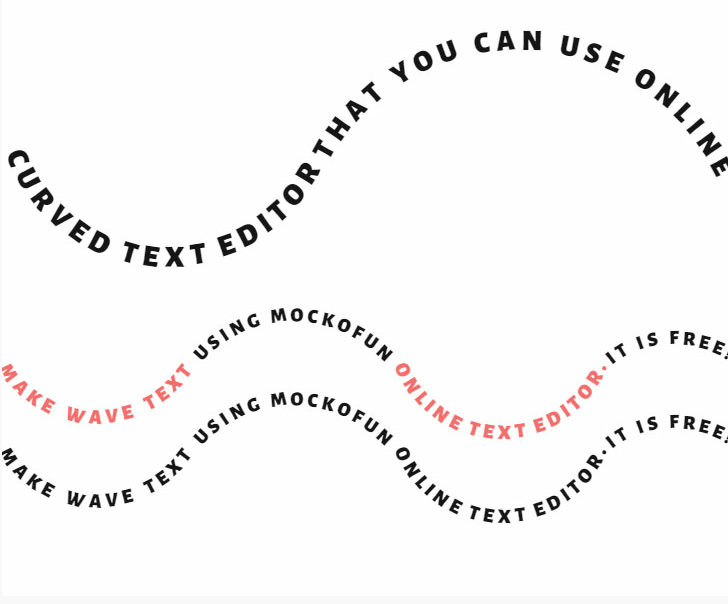 CURVED TEXT EDITOR THAT YOU CAN USE ONLINE
MAKE WAVE TEXT USING MOCKOFUN ONLINE TEXT EDITOR. IT IS FREE!
MAKE WAVE TEXT USING MOCKOFUN ONLINE TEXT EDITOR. IT IS FREE!